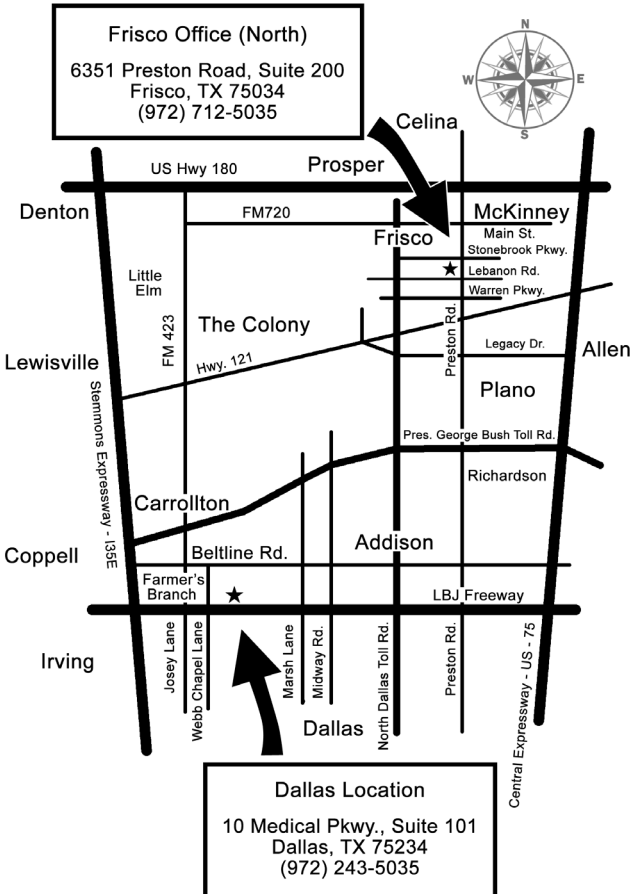 Frisco Office (North)
6351 Preston Road, Suite 200
Frisco, TX 75034
(972) 712-5035
N
W
E
S
Celina
US Hwy 180
Prosper
Denton
FM720
McKinney
Main St.
Frisco
Stonebrook Pkwy.
Little
Elm
Lebanon Rd.
Warren Pkwy.
FM 423
The Colony
Preston Rd.
Lewisville
Hwy. 121
Legacy Dr.
Allen
Plano
Stemmons Expressway - I35E
Pres. George Bush Toll Rd.
Richardson
Carrollton
Coppell
Beltline Rd.
Addison
Farmer's
Branch
LBJ Freeway
Irving
Josey Lane
Webb Chapel Lane
Marsh Lane
Midway Rd.
North Dallas Toll Rd.
Preston Rd.
Central Expressway - US - 75
Dallas
Dallas Location
10 Medical Pkwy., Suite 101
Dallas, TX 75234
(972) 243-5035